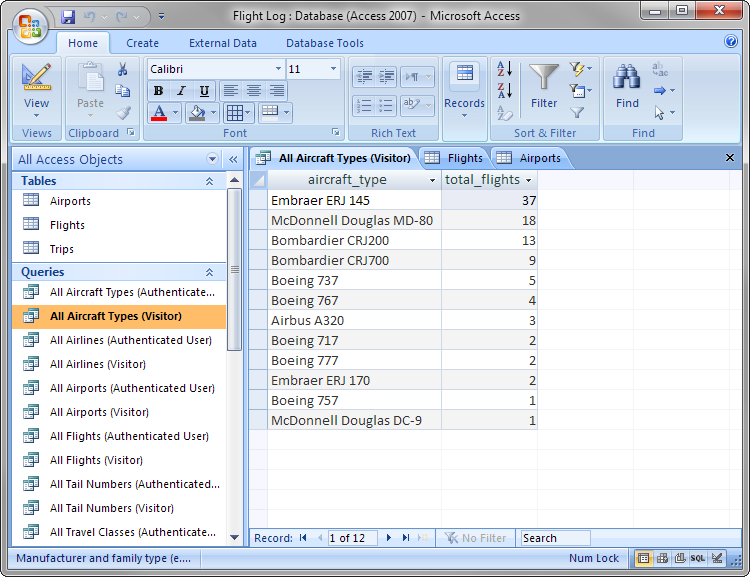 Flight Log : Database (Access 2007) - Microsoft Access
Home Create External Data Database Tools
View Paste Calibri 11 Records Filter Find
B I U
A
Views Clipboard Font Rich Text Sort & Filter Find
All Access Objects
Tables
Airports
Flights
Trips
Queries
All Aircraft Types (Authenticate...
All Aircraft Types (Visitor)
All Airlines (Authenticated User)
All Airlines (Visitor)
All Airports (Authenticated User)
All Airports (Visitor)
All Flights (Authenticated User)
All Flights (Visitor)
All Tail Numbers (Authenticated...
All Tail Numbers (Visitor)
All Travel Classes (Authenticate...
All Aircraft Types (Visitor) Flights Airports
aircraft_type total_flights
Embraer ERJ 145 37
McDonnell Douglas MD-80 18
Bombardier CRJ200 13
Bombardier CRJ700 9
Boeing 737 5
Boeing 767 4
Airbus A320 3
Boeing 717 2
Boeing 777 2
Embraer ERJ 170 2
Boeing 757 1
McDonnell Douglas DC-9 1
Record: 1 of 12 No Filter Search
Manufacturer and family type (e.... Num Lock SQL